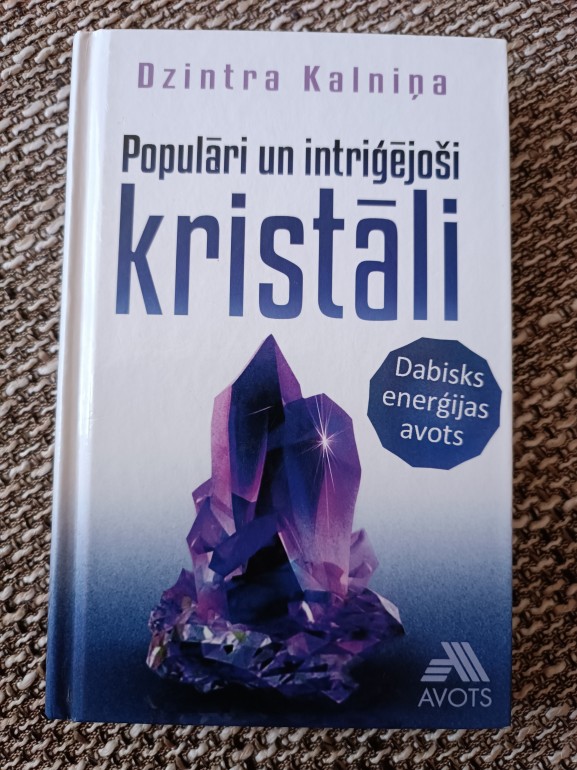 Dzintra Kalniņa
Populāri un intriģējoši
kristāli
Dabisks
enerģijas
avots
AVOTS